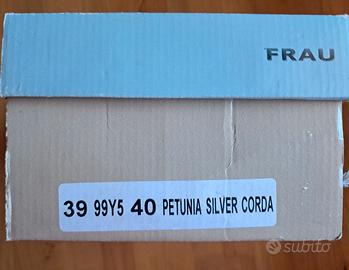 FRAU
39 99Y5 40 PETUNIA SILVER CORDA
subito